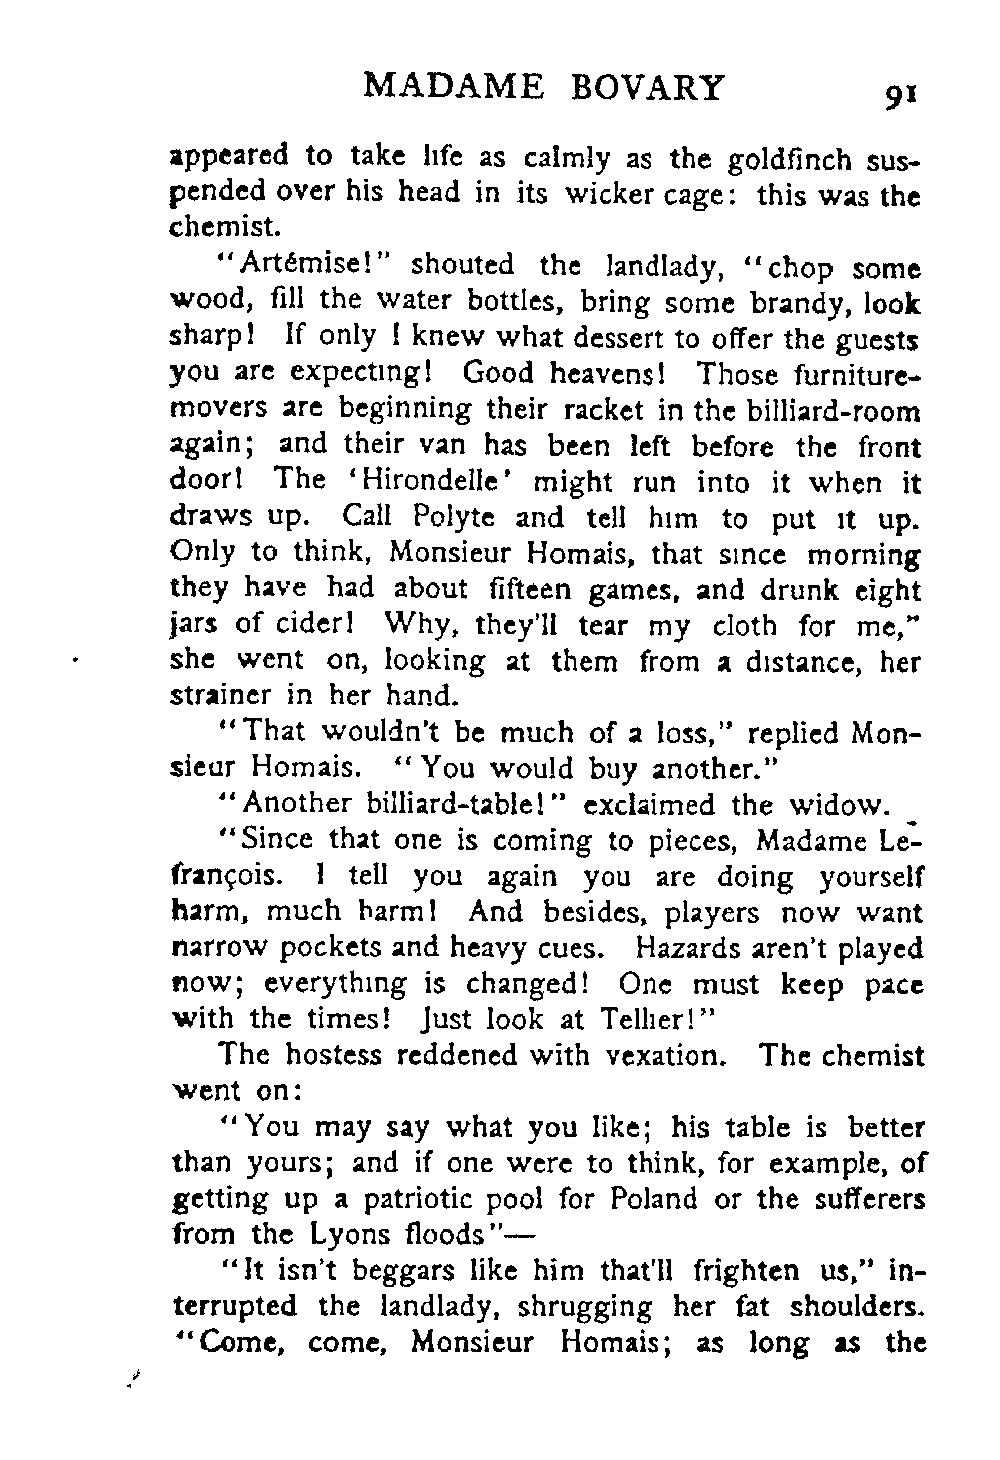 MADAME BOVARY 91
appeared to take life as calmly as the goldfinch sus-
pended over his head in its wicker cage: this was the
chemist.
"Artémise!" shouted the landlady, "chop some
wood, fill the water bottles, bring some brandy, look
sharp! If only I knew what dessert to offer the guests
you are expecting! Good heavens! Those furniture-
movers are beginning their racket in the billiard-room
again; and their van has been left before the front
door! The 'Hirondelle' might run into it when it
draws up. Call Polyte and tell him to put it up.
Only to think, Monsieur Homais, that since morning
they have had about fifteen games, and drunk eight
jars of cider! Why, they'll tear my cloth for me,"
she went on, looking at them from a distance, her
strainer in her hand.
"That wouldn't be much of a loss," replied Mon-
sieur Homais. "You would buy another."
"Another billiard-table!" exclaimed the widow.
"Since that one is coming to pieces, Madame Le-
françois. I tell you again you are doing yourself
harm, much harm! And besides, players now want
narrow pockets and heavy cues. Hazards aren't played
now; everything is changed! One must keep pace
with the times! Just look at Tellier!"
The hostess reddened with vexation. The chemist
went on:
"You may say what you like; his table is better
than yours; and if one were to think, for example, of
getting up a patriotic pool for Poland or the sufferers
from the Lyons floods"—
"It isn't beggars like him that'll frighten us," in-
terrupted the landlady, shrugging her fat shoulders.
"Come, come, Monsieur Homais; as long as the